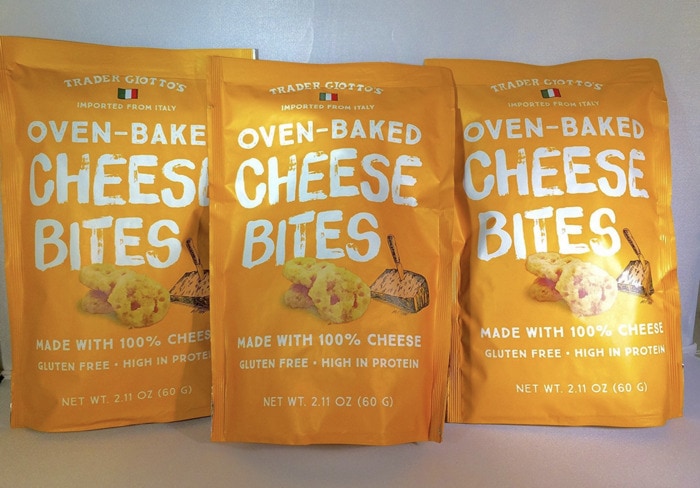 TRADER GIOTTO'S
IMPORTED FROM ITALY
OVEN-BAKE
CHEESE
BITES
MADE WITH 100% CHEESE
GLUTEN FREE • HIGH IN PROTEI
NET WT. 2.11 OZ (60 G)
TRADER GIOTTO'S
IMPORTED FROM ITALY
OVEN-BAKED
CHEESE
BITES
MADE WITH 100% CHEESE
GLUTEN FREE • HIGH IN PROTEIN
NET WT. 2.11 OZ (60 G)
TRADER GIOTTO'S
IMPORTED FROM ITALY
OVEN-BAKED
CHEESE
BITES
MADE WITH 100% CHEESE
GLUTEN FREE • HIGH IN PROTEIN
NET WT. 2.11 OZ (60 G)